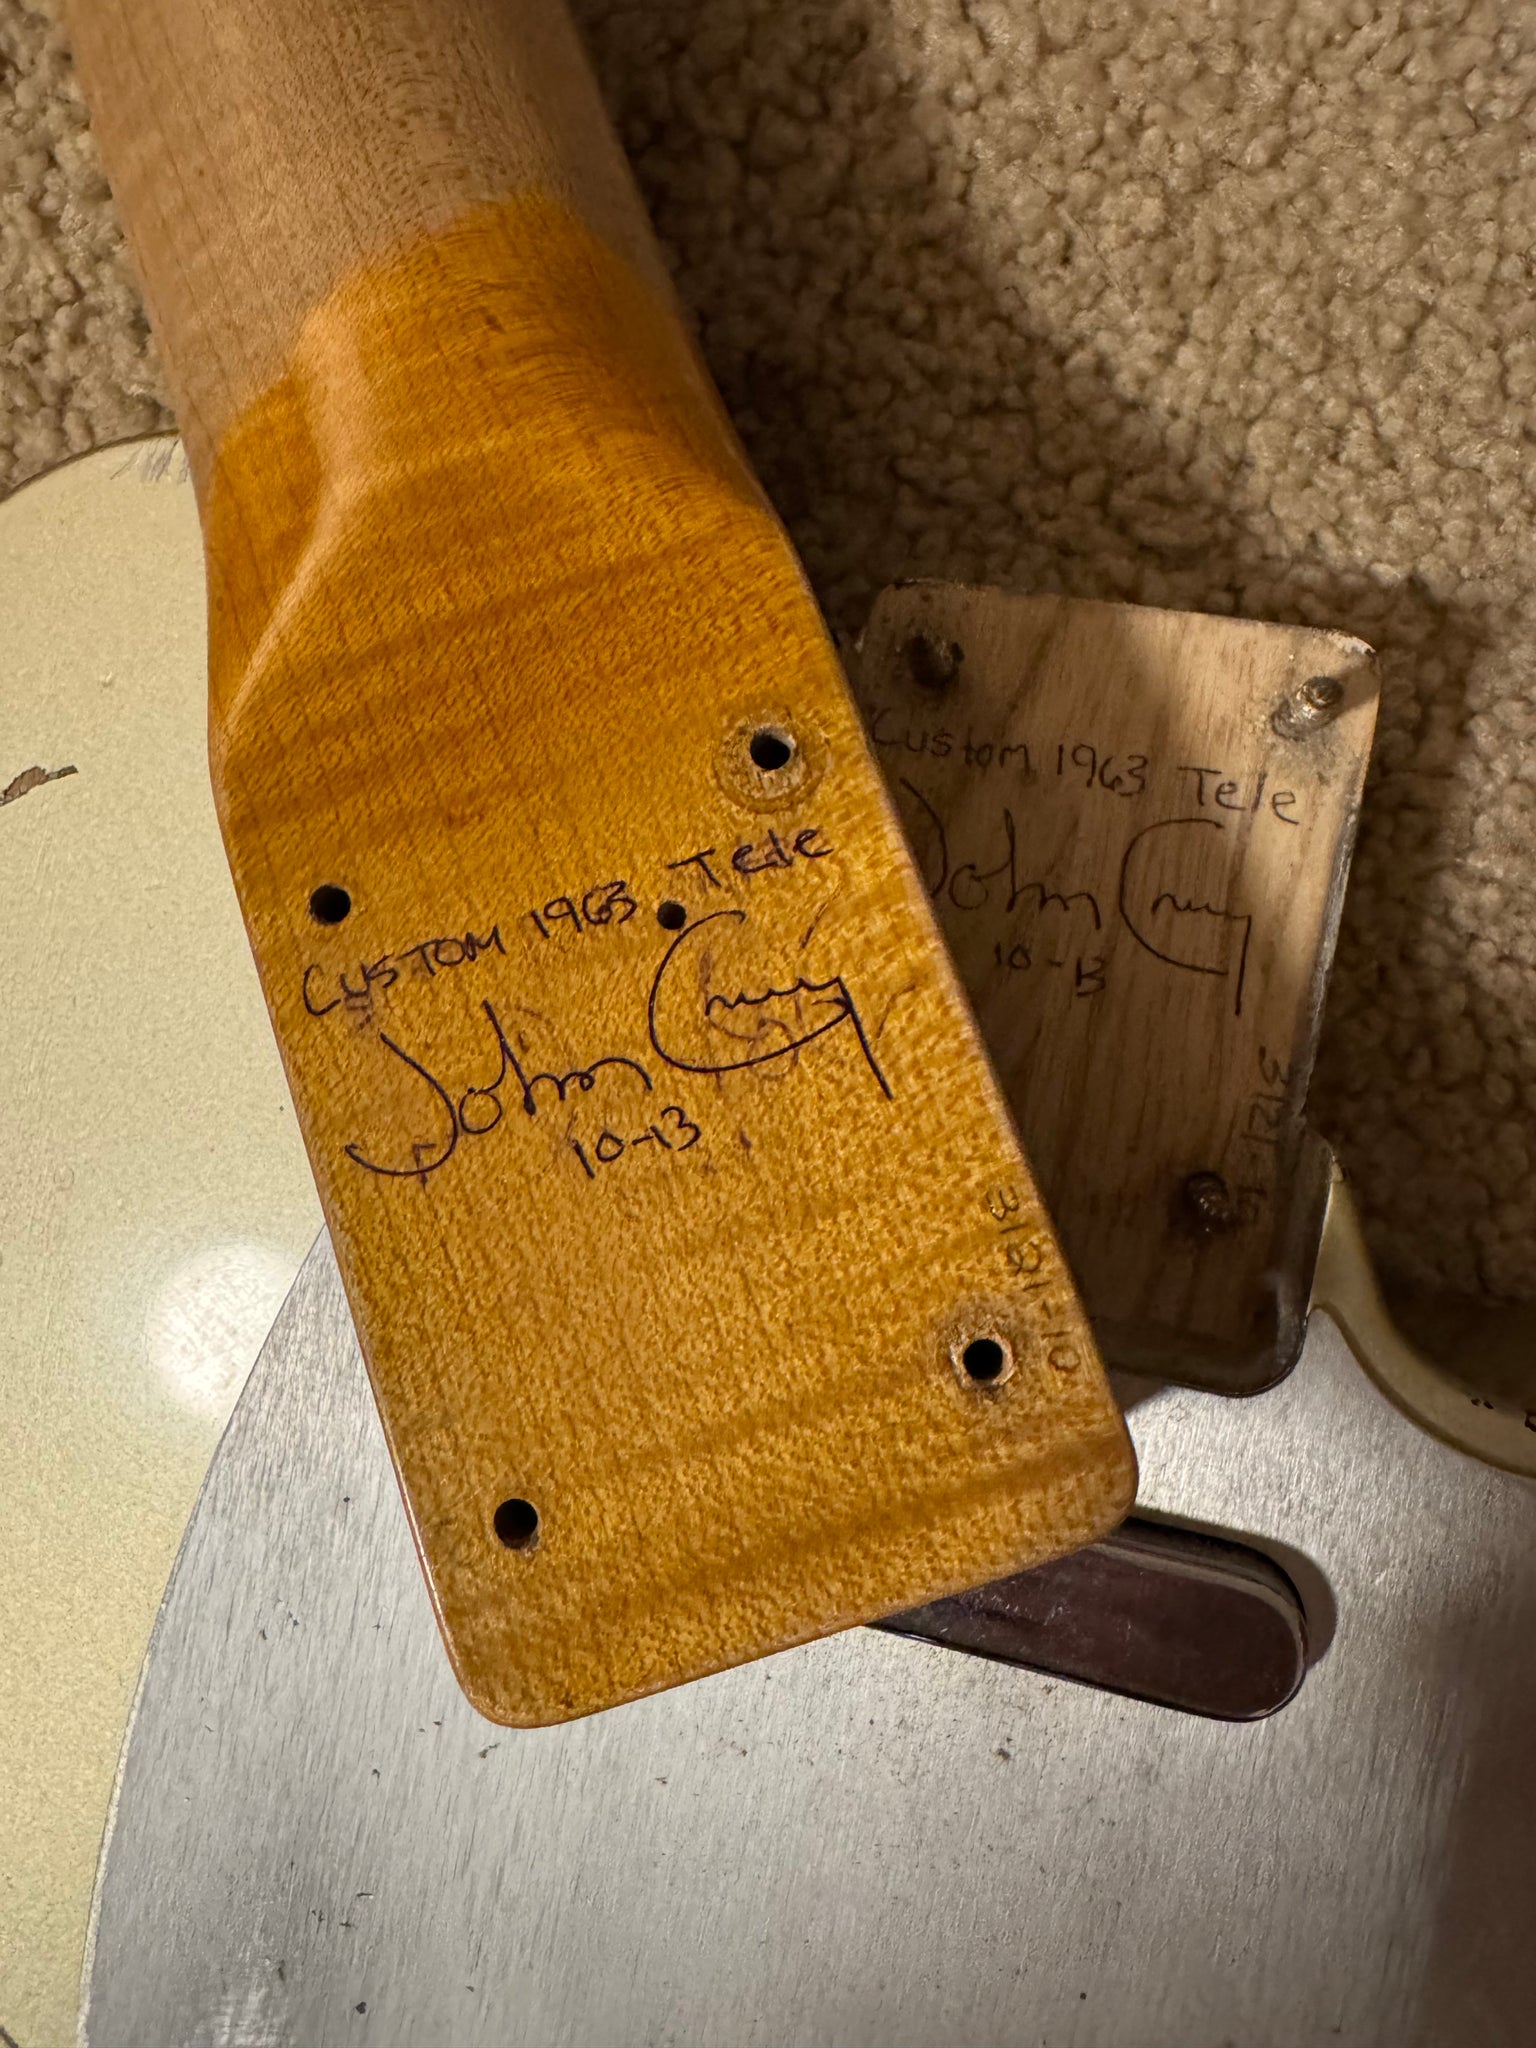 CUSTOM 1963 Tele
John Cruz
10-13
Custom 1963 Tele
John Cruz
10-13